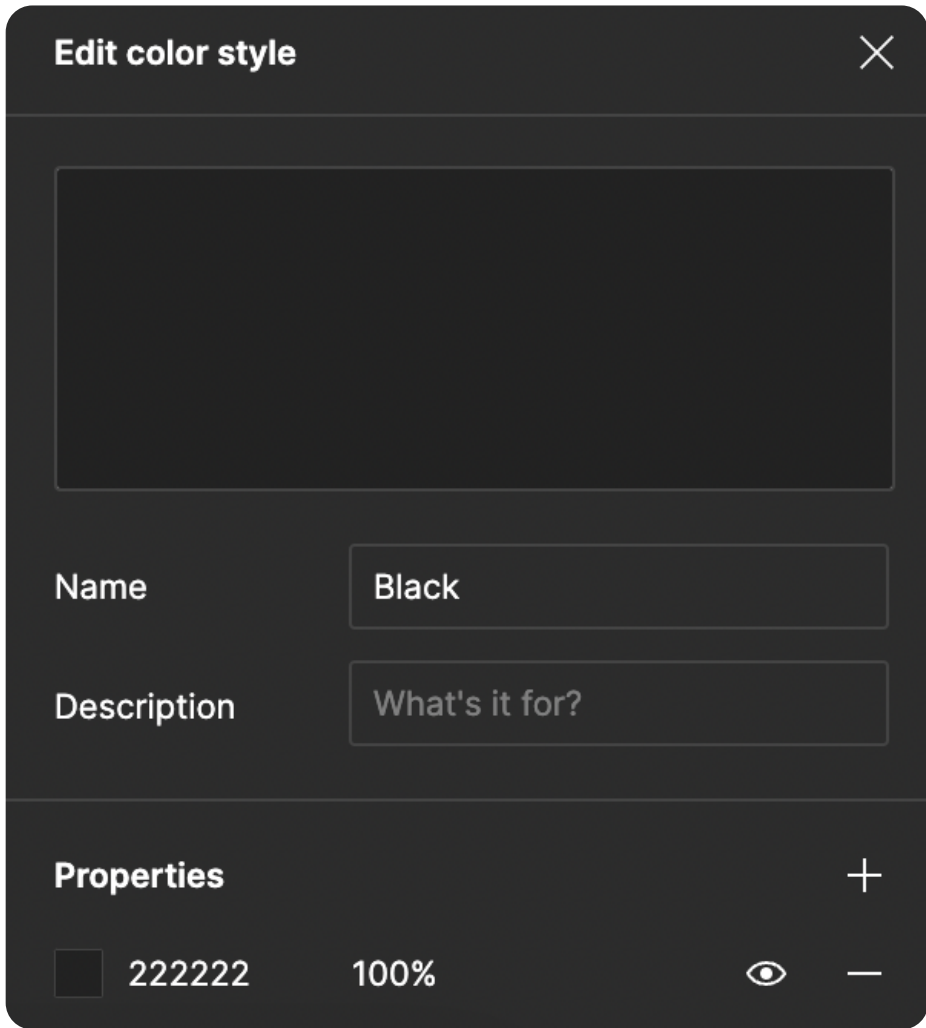 Edit color style
Name Black
Description What's it for?
Properties
222222 100%